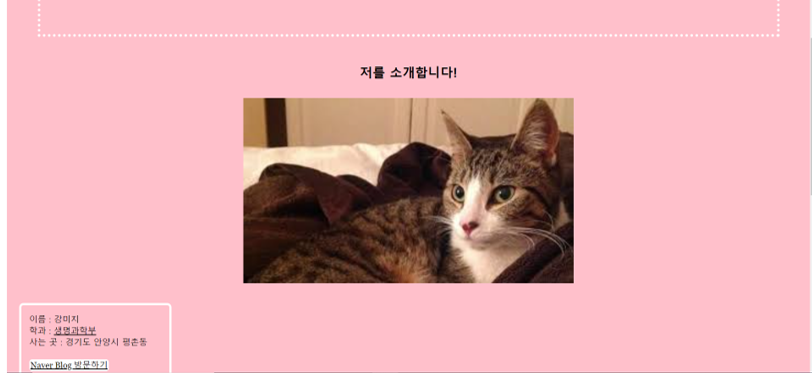 저를 소개합니다!
이름 : 강미지
학과 : 생명과학부
사는 곳 : 경기도 안양시 평촌동
Naver Blog 방문하기